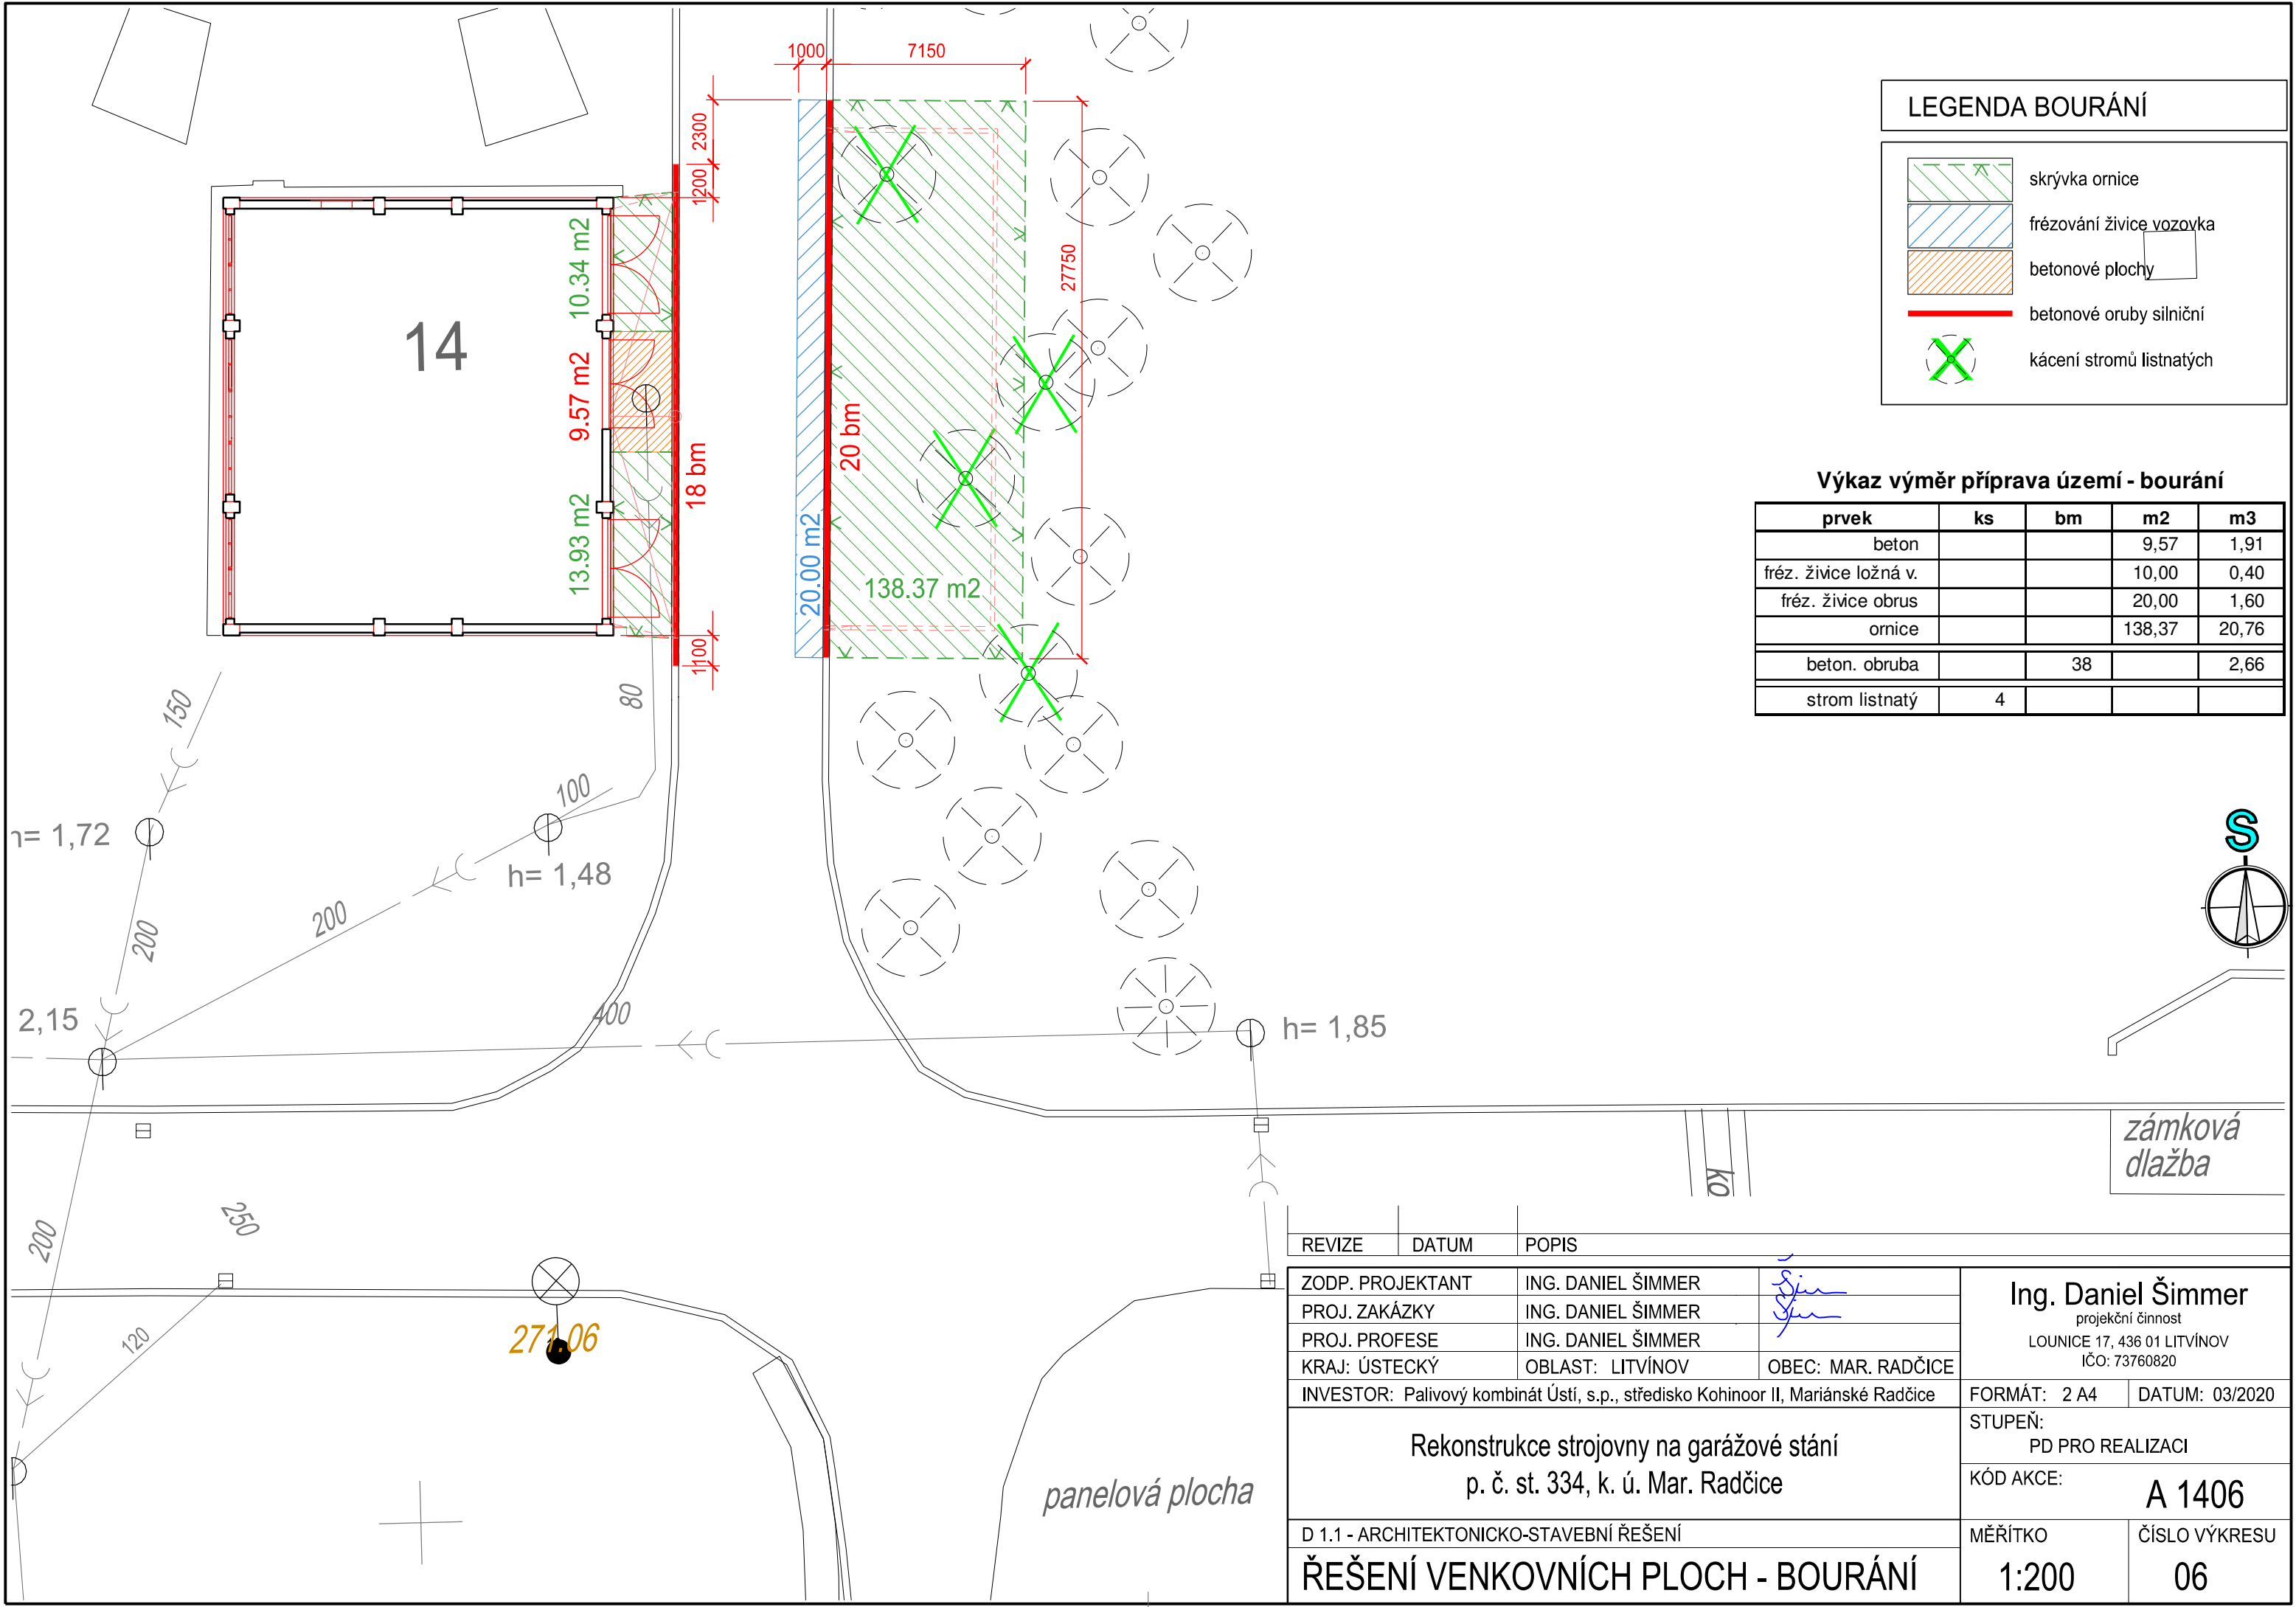 1000
7150
2300
1200
27750
1100
10.34 m2
9.57 m2
13.93 m2
14
18 bm
20 bm
20.00 m2
138.37 m2
LEGENDA BOURÁNÍ
skrývka ornice
frézování živice vozovka
betonové plochy
betonové oruby silniční
kácení stromů listnatých
Výkaz výměr příprava území - bourání
prvek ks bm m2 m3
beton 9,57 1,91
fréz. živice ložná v. 10,00 0,40
fréz. živice obrus 20,00 1,60
ornice 138,37 20,76
beton. obruba 38 2,66
strom listnatý 4
S
150
80
100
= 1,72
h= 1,48
200
200
2,15
400
h= 1,85
zámková
dlažba
ko
200
250
120
271.06
panelová plocha
REVIZE DATUM POPIS
ZODP. PROJEKTANT ING. DANIEL ŠIMMER
PROJ. ZAKÁZKY ING. DANIEL ŠIMMER
PROJ. PROFESE ING. DANIEL ŠIMMER
KRAJ: ÚSTECKÝ OBLAST: LITVÍNOV OBEC: MAR. RADČICE
INVESTOR: Palivový kombinát Ústí, s.p., středisko Kohinoor II, Mariánské Radčice
Ing. Daniel Šimmer
projekční činnost
LOUNICE 17, 436 01 LITVÍNOV
IČO: 73760820
FORMÁT: 2 A4 DATUM: 03/2020
Rekonstrukce strojovny na garážové stání
p. č. st. 334, k. ú. Mar. Radčice
STUPEŇ:
PD PRO REALIZACI
KÓD AKCE:
A 1406
D 1.1 - ARCHITEKTONICKO-STAVEBNÍ ŘEŠENÍ
ŘEŠENÍ VENKOVNÍCH PLOCH - BOURÁNÍ
MĚŘÍTKO
1:200
ČÍSLO VÝKRESU
06